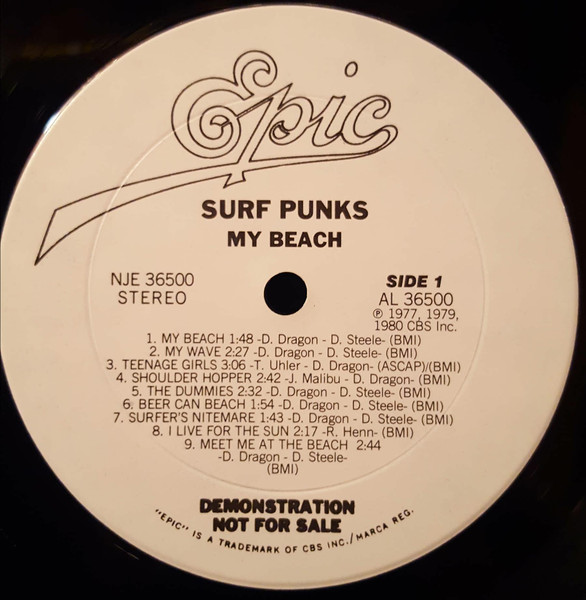 Epic
SURF PUNKS
MY BEACH
NJE 36500
STEREO
SIDE 1
AL 36500
℗ 1977, 1979,
1980 CBS Inc.
1. MY BEACH 1:48 -D. Dragon - D. Steele- (BMI)
2. MY WAVE 2:27 -D. Dragon - D. Steele- (BMI)
3. TEENAGE GIRLS 3:06 -T. Uhler - D. Dragon- (ASCAP)/(BMI)
4. SHOULDER HOPPER 2:42 -J. Malibu - D. Dragon- (BMI)
5. THE DUMMIES 2:32 -D. Dragon - D. Steele- (BMI)
6. BEER CAN BEACH 1:54 -D. Dragon - D. Steele- (BMI)
7. SURFER'S NITEMARE 1:43 -D. Dragon - D. Steele- (BMI)
8. I LIVE FOR THE SUN 2:17 -R. Henn- (BMI)
9. MEET ME AT THE BEACH 2:44
-D. Dragon - D. Steele-
(BMI)
DEMONSTRATION
NOT FOR SALE
"EPIC" IS A TRADEMARK OF CBS INC./MARCA REG.